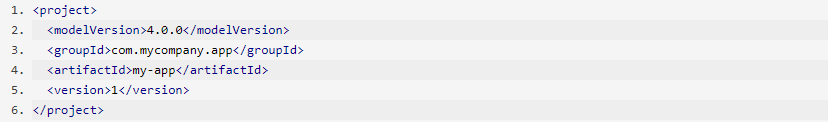 1. <project>
2.   <modelVersion>4.0.0</modelVersion>
3.   <groupId>com.mycompany.app</groupId>
4.   <artifactId>my-app</artifactId>
5.   <version>1</version>
6. </project>